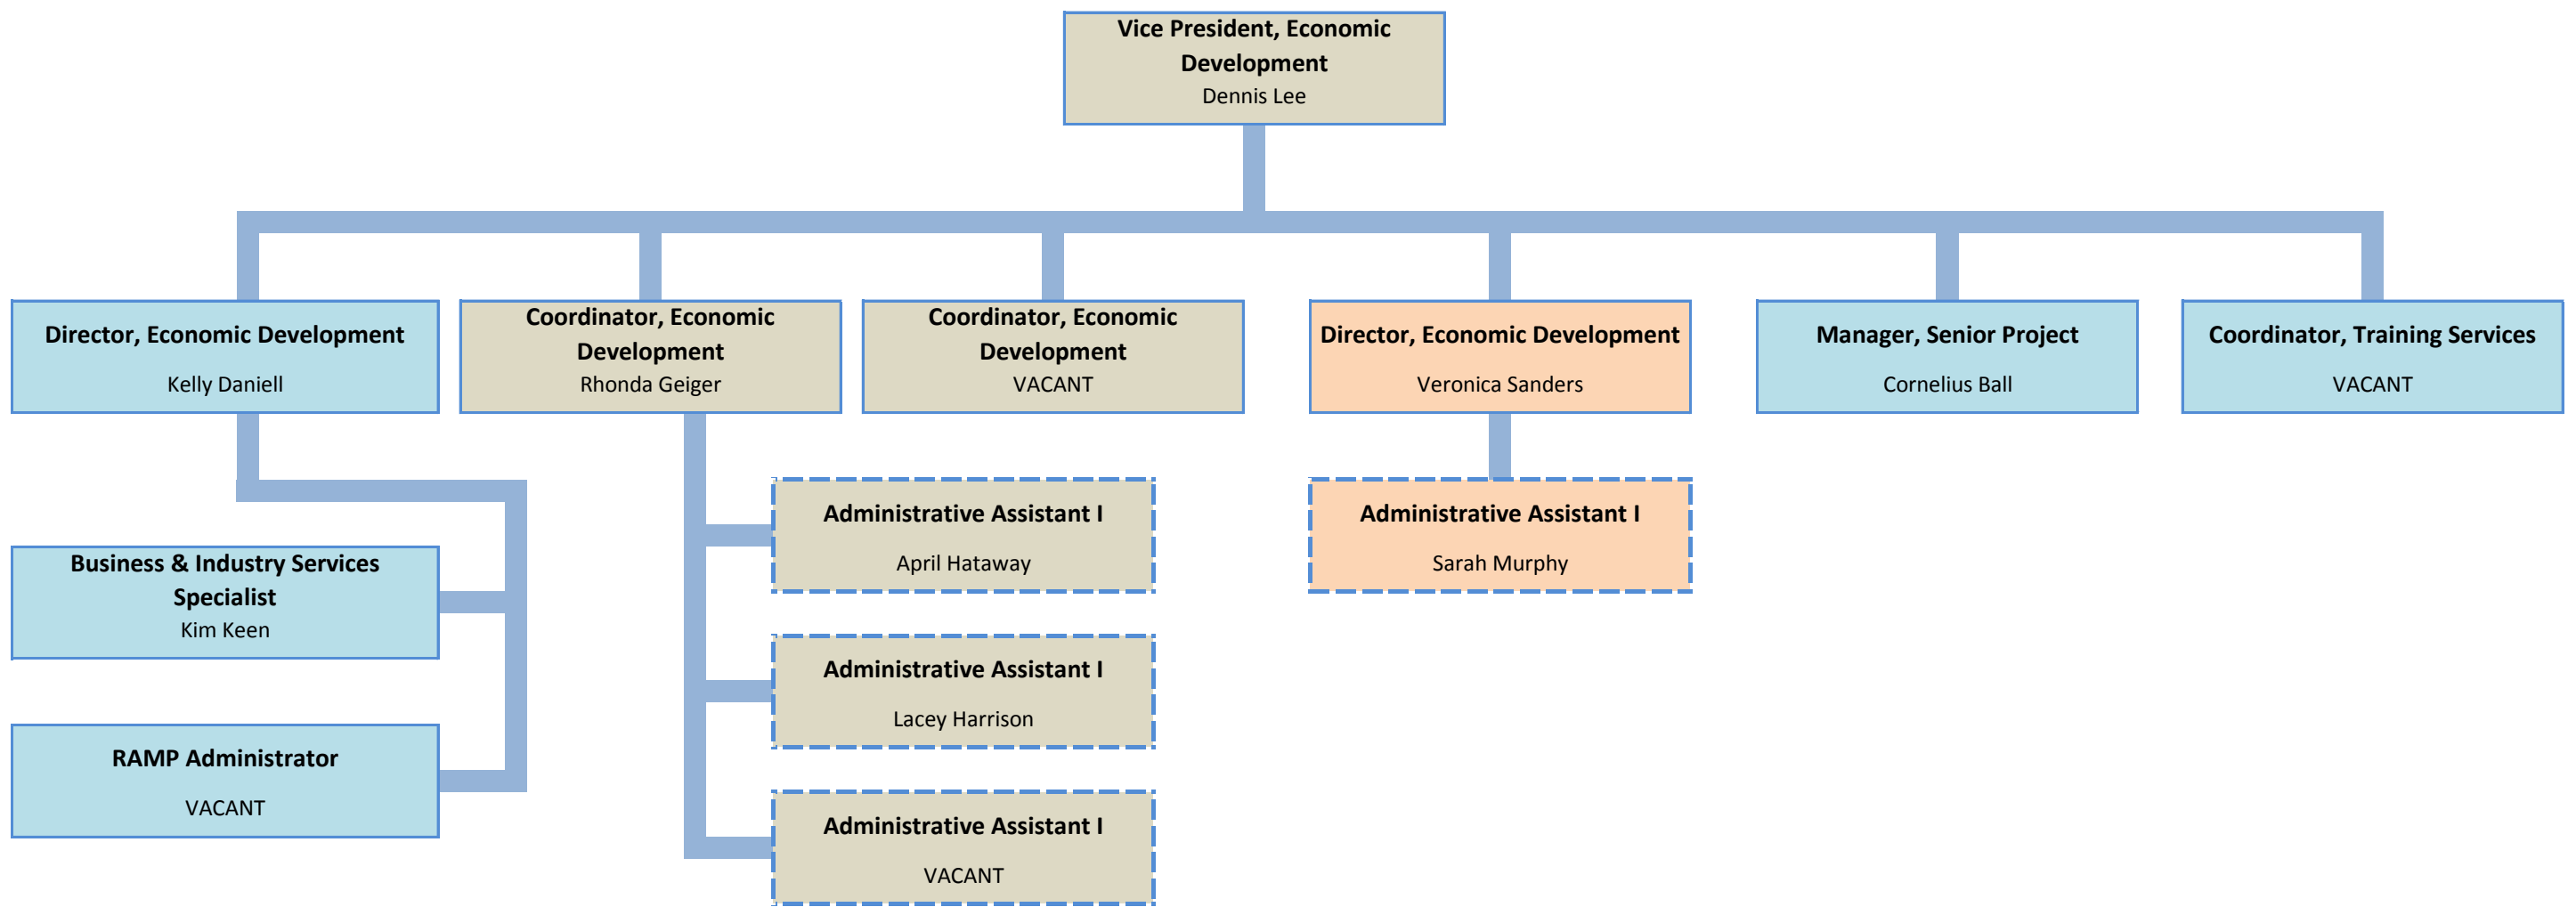 Vice President, Economic
Development
Dennis Lee
Director, Economic Development
Kelly Daniell
Coordinator, Economic
Development
Rhonda Geiger
Coordinator, Economic
Development
VACANT
Director, Economic Development
Veronica Sanders
Manager, Senior Project
Cornelius Ball
Coordinator, Training Services
VACANT
Business & Industry Services
Specialist
Kim Keen
RAMP Administrator
VACANT
Administrative Assistant I
April Hataway
Administrative Assistant I
Lacey Harrison
Administrative Assistant I
VACANT
Administrative Assistant I
Sarah Murphy